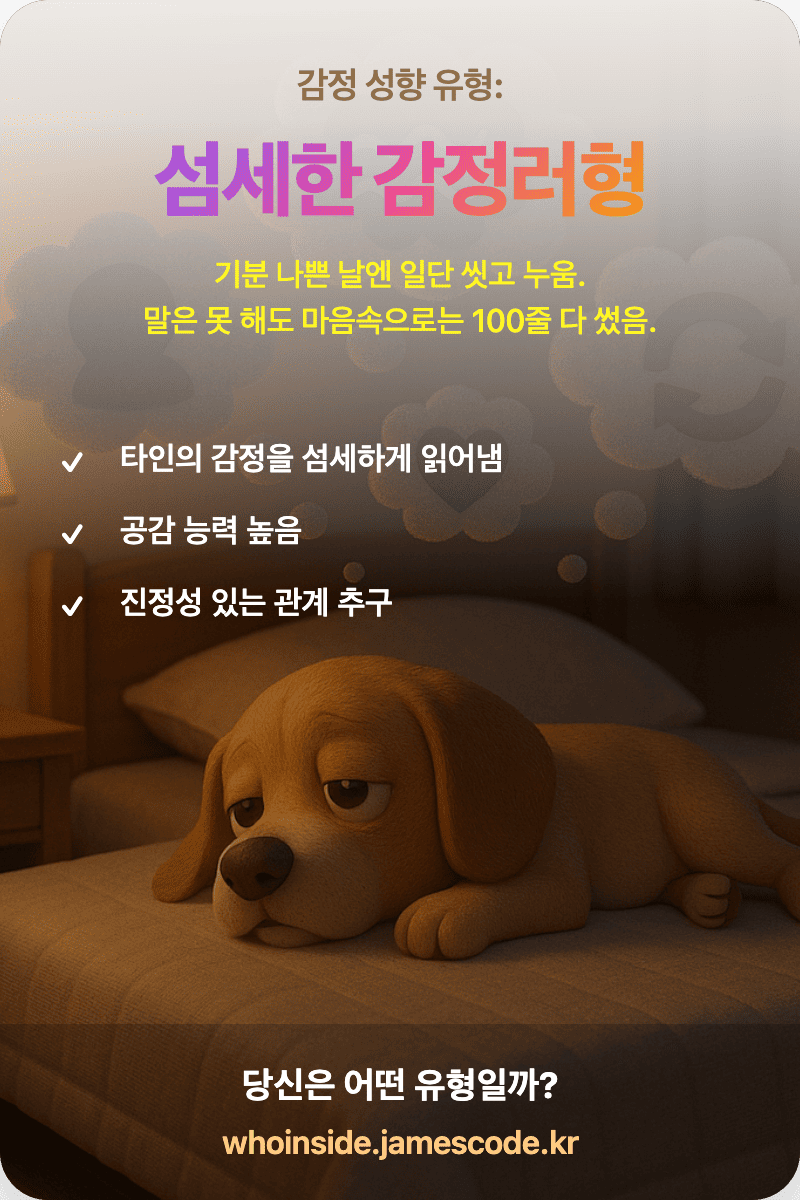 감정 성향 유형:
섬세한 감정러형
기분 나쁜 날엔 일단 씻고 누움.
말은 못 해도 마음속으로는 100줄 다 썼음.
타인의 감정을 섬세하게 읽어냄
공감 능력 높음
진정성 있는 관계 추구
당신은 어떤 유형일까?
whoinside.jamescode.kr